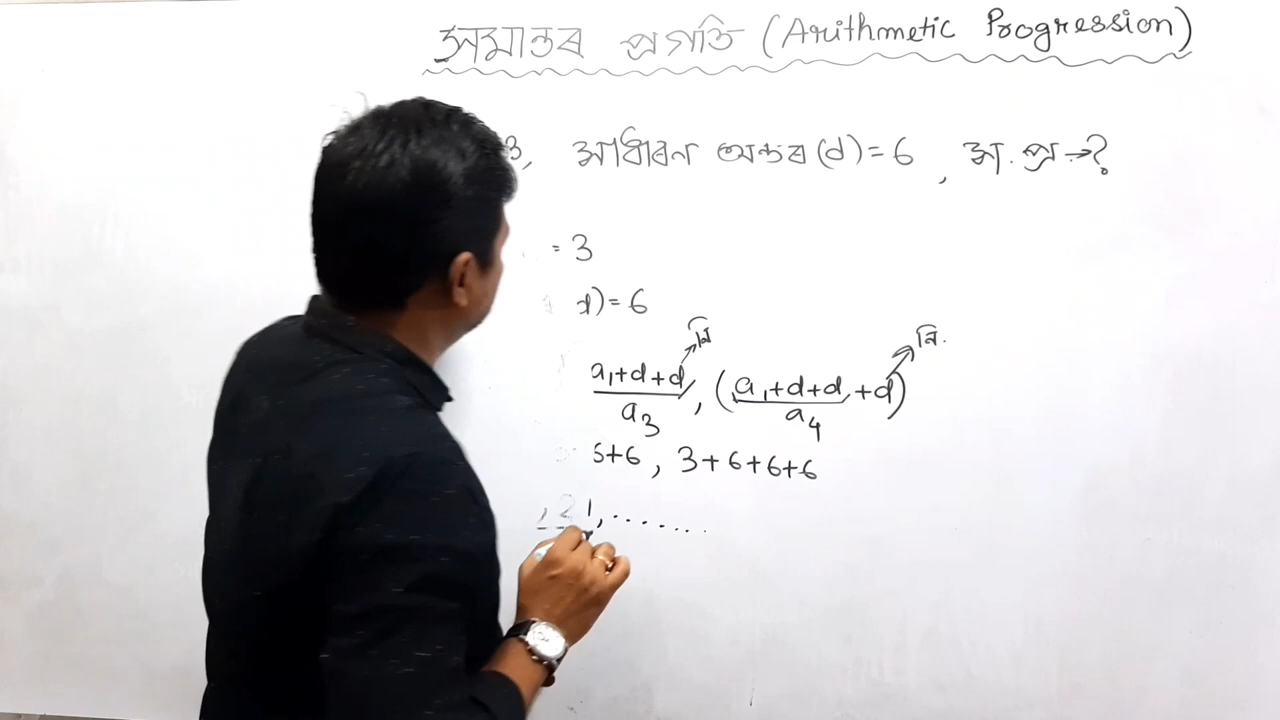 সমান্তৰ প্ৰগতি (Arithmetic Progression)
3, সাধাৰণ অন্তৰ (d) = 6, স. প্ৰ. → ?
= 3
) = 6
নি
নি.
a₁+d+d, (a₁+d+d, +d)
a₃ a₄
+6, 3+6+6+6
, 21, .......